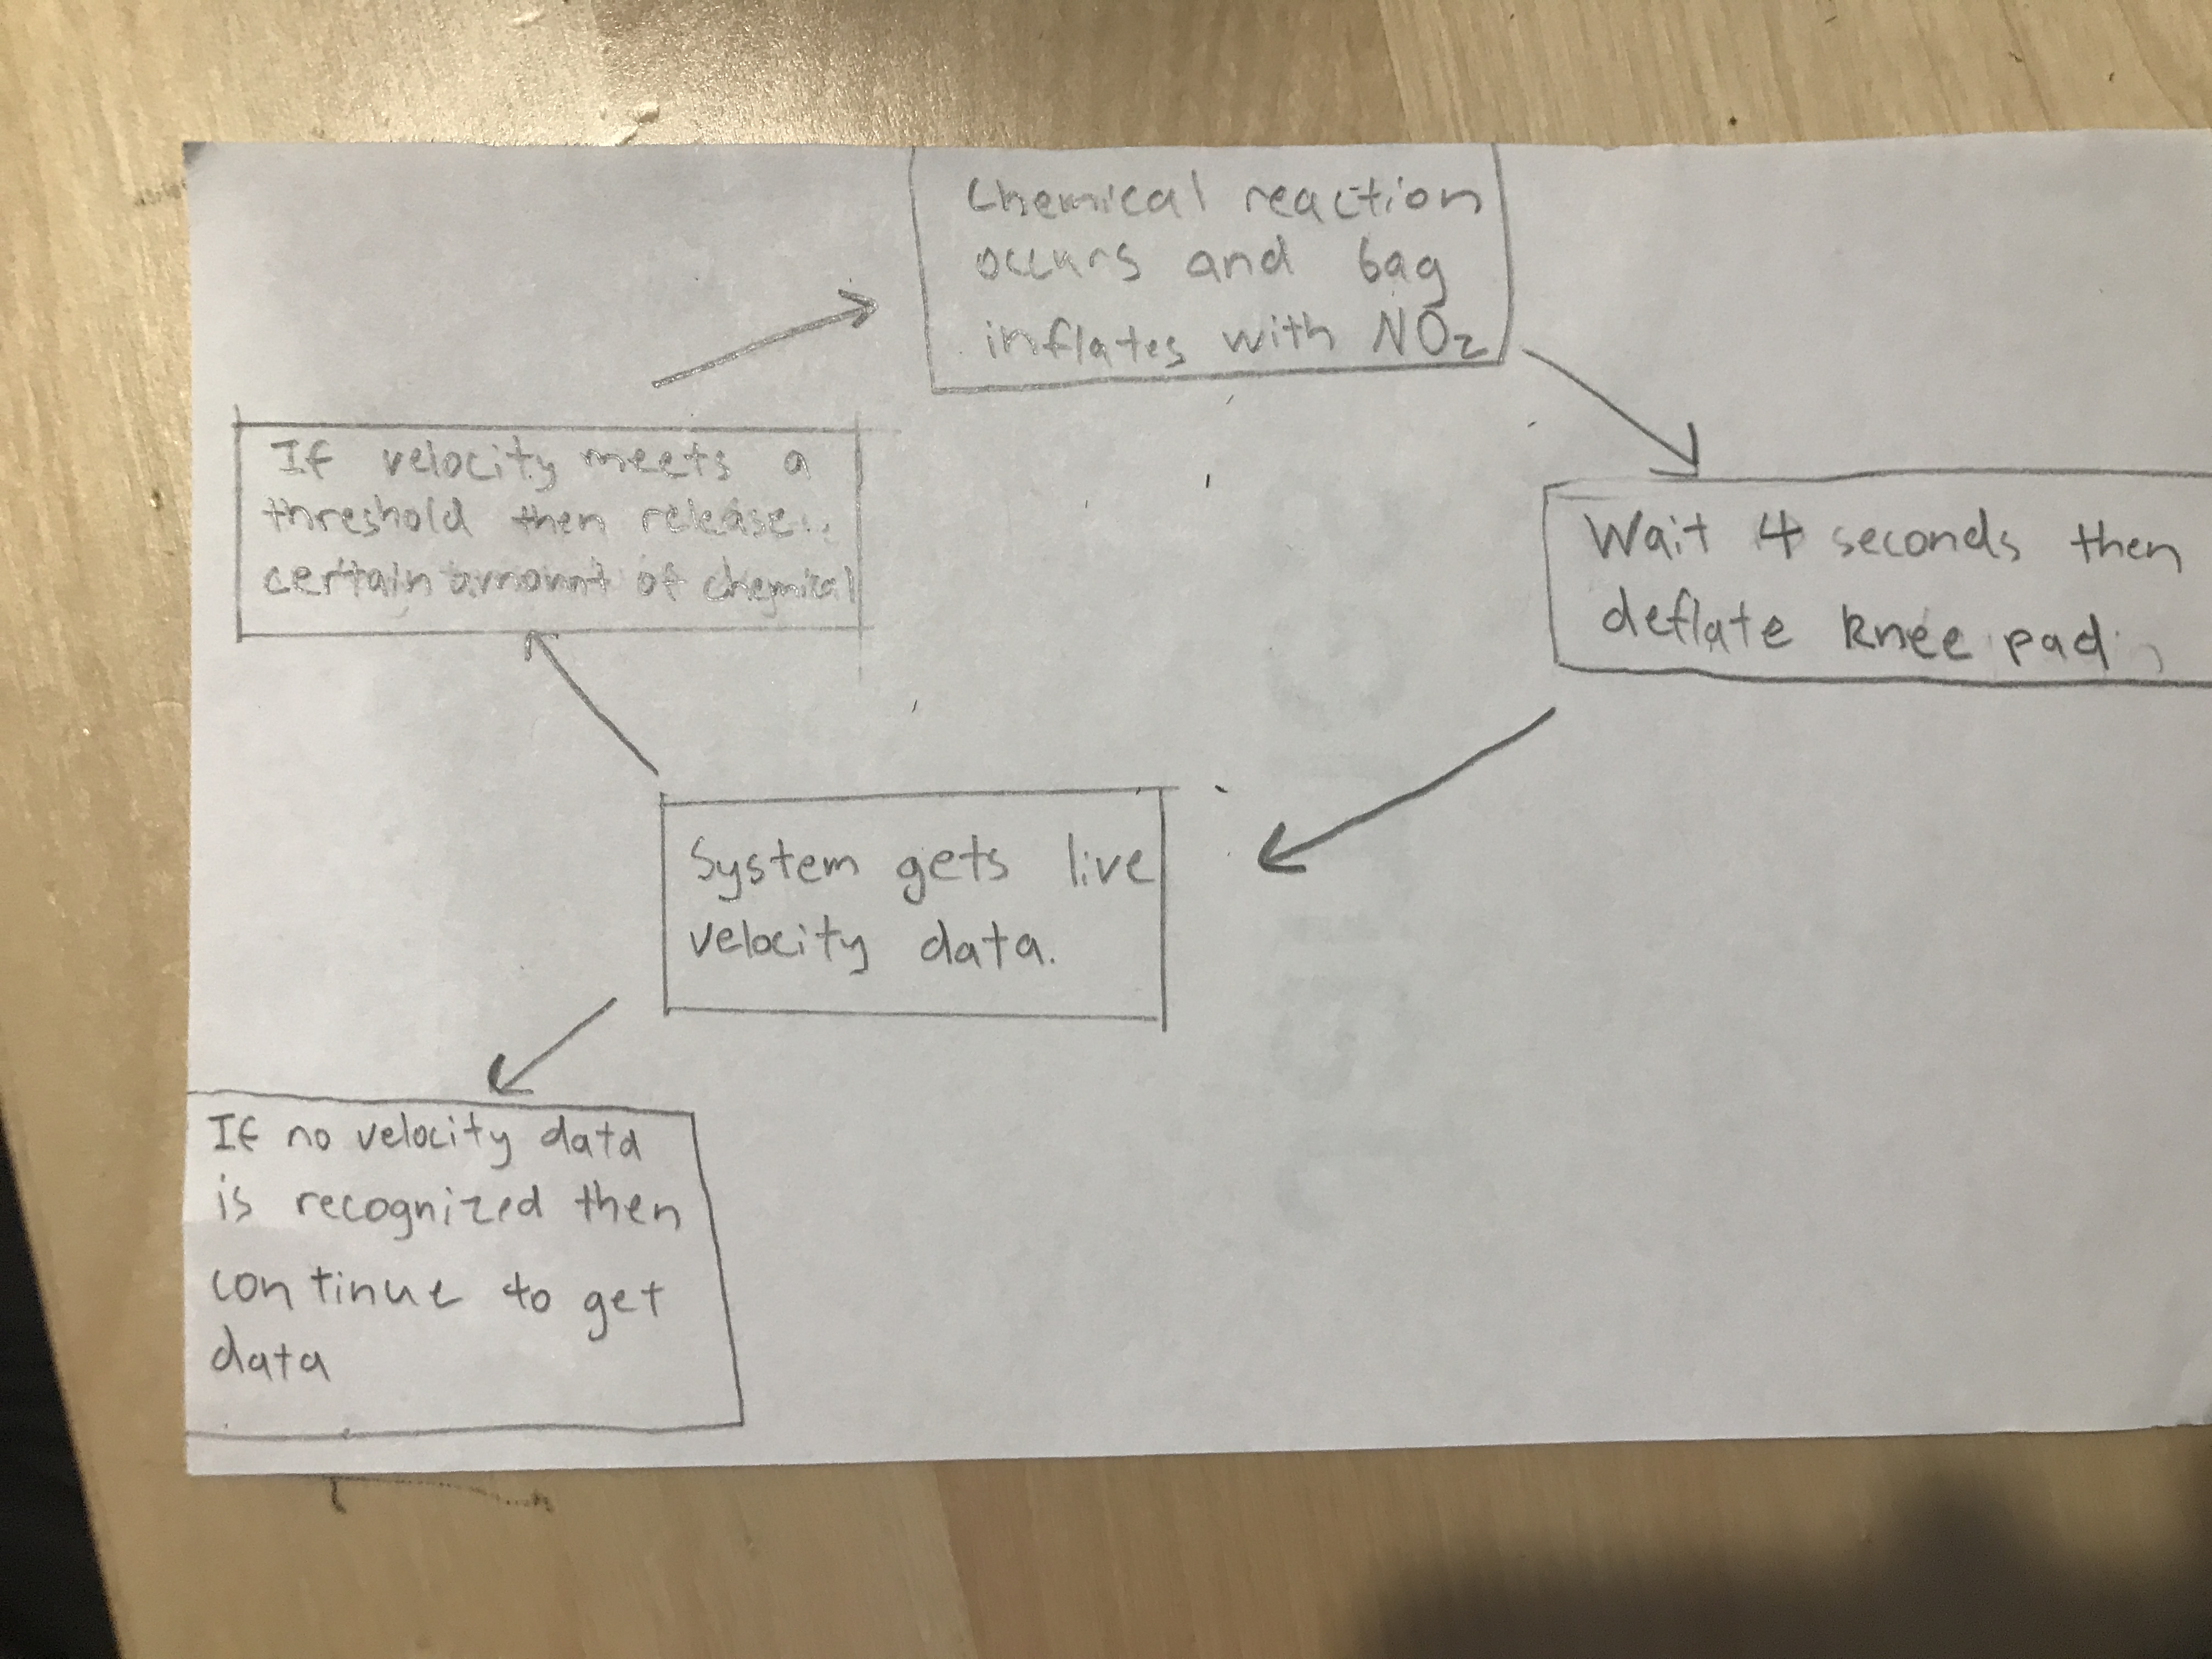 Chemical reaction
occurs and bag
inflates with NO2
If velocity meets a
threshold then release..
certain amount of chemical
Wait 4 seconds then
deflate knee pad
System gets live
velocity data.
If no velocity data
is recognized then
continue to get
data